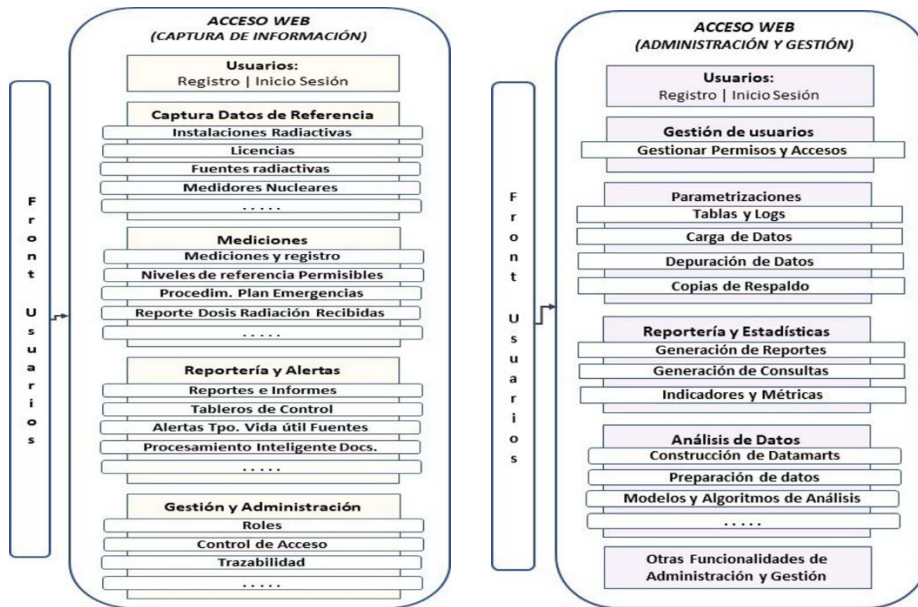 ACCESO WEB
(CAPTURA DE INFORMACIÓN)
Front Usuarios
Usuarios:
Registro | Inicio Sesión
Captura Datos de Referencia
Instalaciones Radiactivas
Licencias
Fuentes radiactivas
Medidores Nucleares
. . . . .
Mediciones
Mediciones y registro
Niveles de referencia Permisibles
Procedim. Plan Emergencias
Reporte Dosis Radiación Recibidas
. . . . .
Reportería y Alertas
Reportes e Informes
Tableros de Control
Alertas Tpo. Vida útil Fuentes
Procesamiento Inteligente Docs.
. . . . .
Gestión y Administración
Roles
Control de Acceso
Trazabilidad
. . . . .
ACCESO WEB
(ADMINISTRACIÓN Y GESTIÓN)
Front Usuarios
Usuarios:
Registro | Inicio Sesión
Gestión de usuarios
Gestionar Permisos y Accesos
Parametrizaciones
Tablas y Logs
Carga de Datos
Depuración de Datos
Copias de Respaldo
Reportería y Estadísticas
Generación de Reportes
Generación de Consultas
Indicadores y Métricas
Análisis de Datos
Construcción de Datamarts
Preparación de datos
Modelos y Algoritmos de Análisis
. . . . .
Otras Funcionalidades de
Administración y Gestión